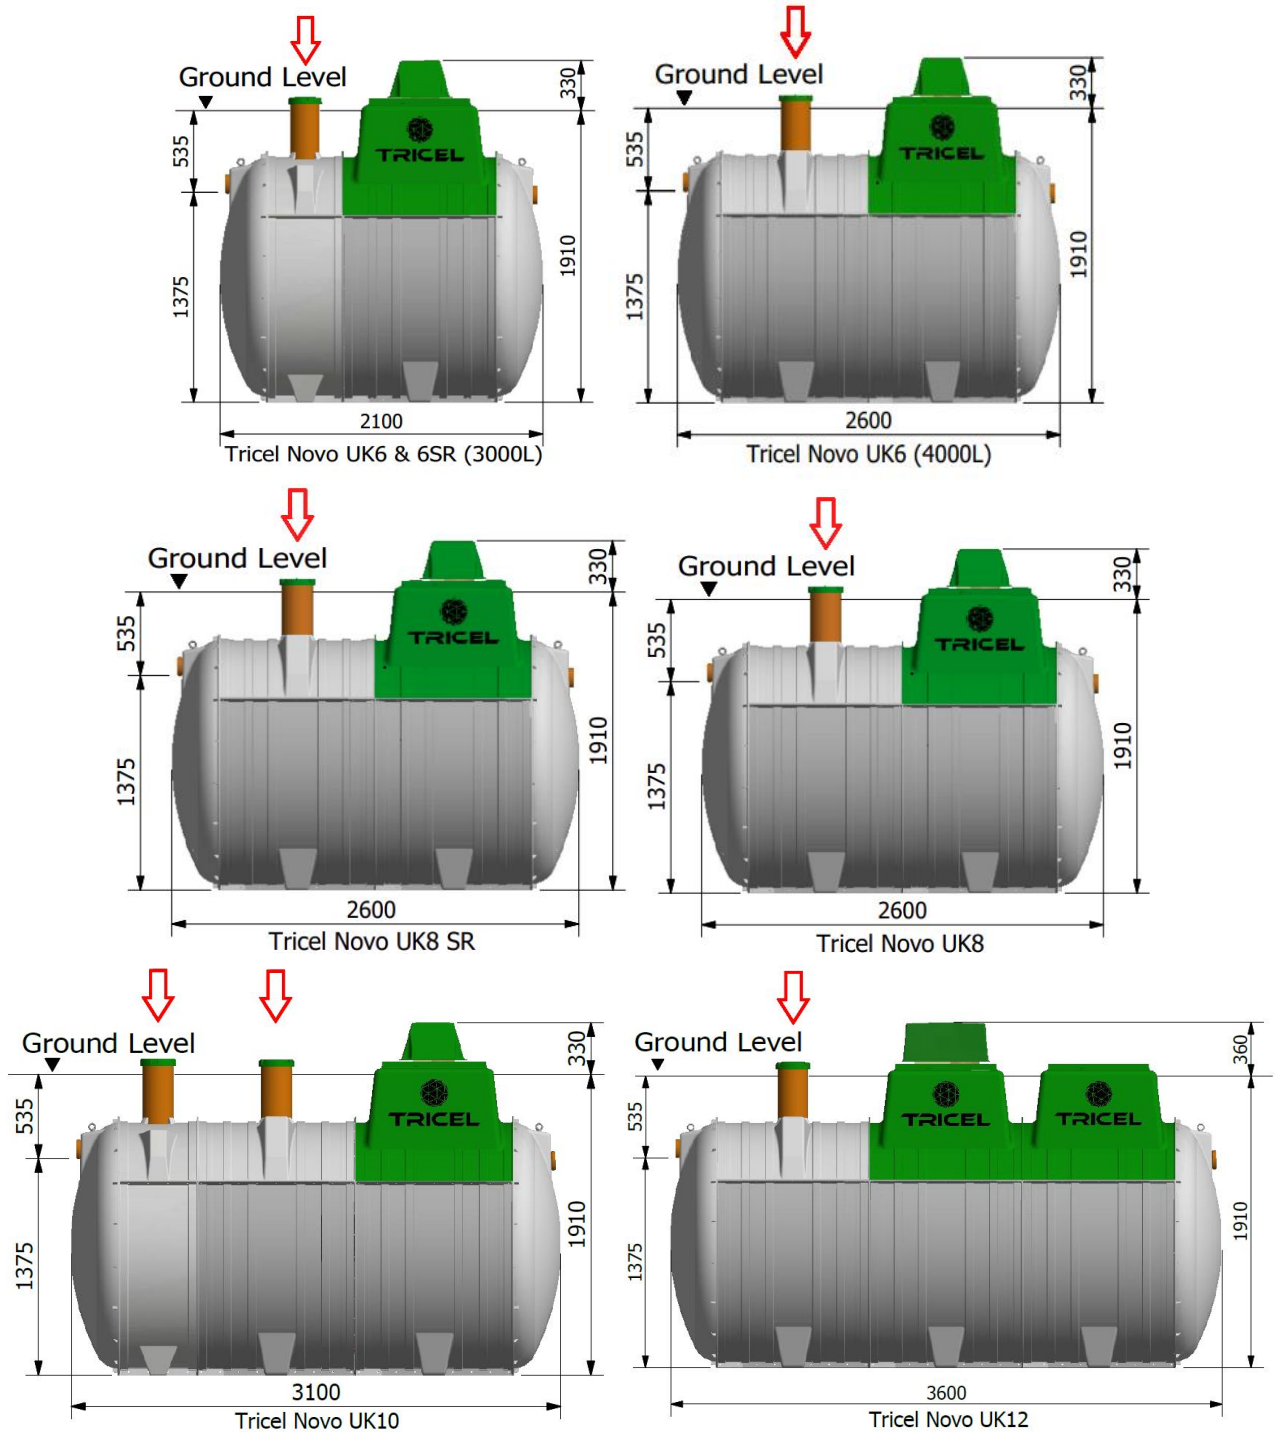 Ground Level
330
535
TRICEL
1910
1375
2100
Tricel Novo UK6 & 6SR (3000L)
Ground Level
330
535
TRICEL
1910
1375
2600
Tricel Novo UK6 (4000L)
Ground Level
330
535
TRICEL
1910
1375
2600
Tricel Novo UK8 SR
Ground Level
330
535
TRICEL
1910
1375
2600
Tricel Novo UK8
Ground Level
330
535
TRICEL
1910
1375
3100
Tricel Novo UK10
Ground Level
360
535
TRICEL
TRICEL
1910
1375
3600
Tricel Novo UK12